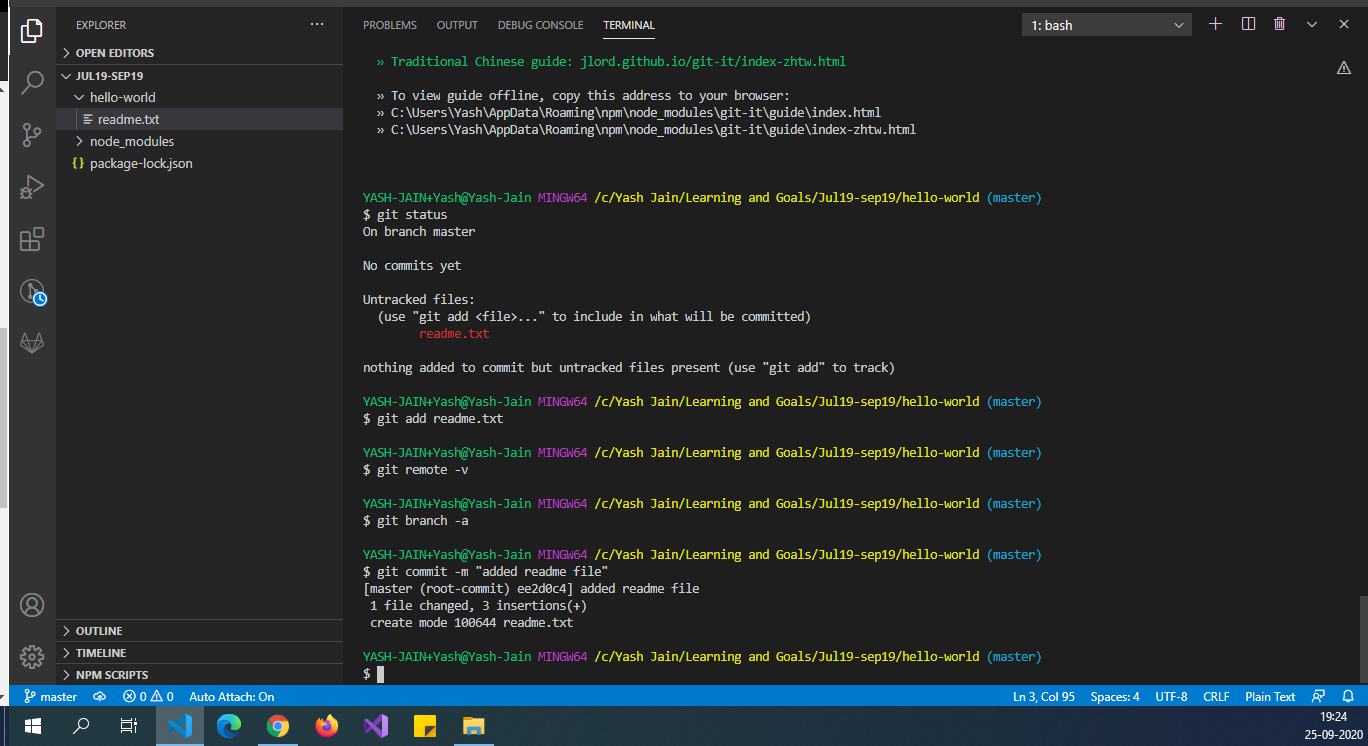 EXPLORER
OPEN EDITORS
JUL19-SEP19
hello-world
readme.txt
node_modules
{} package-lock.json
OUTLINE
TIMELINE
NPM SCRIPTS
PROBLEMS OUTPUT DEBUG CONSOLE TERMINAL
1: bash
» Traditional Chinese guide: jlord.github.io/git-it/index-zhtw.html
» To view guide offline, copy this address to your browser:
» C:\Users\Yash\AppData\Roaming\npm\node_modules\git-it\guide\index.html
» C:\Users\Yash\AppData\Roaming\npm\node_modules\git-it\guide\index-zhtw.html
YASH-JAIN+Yash@Yash-Jain MINGW64 /c/Yash Jain/Learning and Goals/Jul19-sep19/hello-world (master)
$ git status
On branch master
No commits yet
Untracked files:
(use "git add <file>..." to include in what will be committed)
readme.txt
nothing added to commit but untracked files present (use "git add" to track)
YASH-JAIN+Yash@Yash-Jain MINGW64 /c/Yash Jain/Learning and Goals/Jul19-sep19/hello-world (master)
$ git add readme.txt
YASH-JAIN+Yash@Yash-Jain MINGW64 /c/Yash Jain/Learning and Goals/Jul19-sep19/hello-world (master)
$ git remote -v
YASH-JAIN+Yash@Yash-Jain MINGW64 /c/Yash Jain/Learning and Goals/Jul19-sep19/hello-world (master)
$ git branch -a
YASH-JAIN+Yash@Yash-Jain MINGW64 /c/Yash Jain/Learning and Goals/Jul19-sep19/hello-world (master)
$ git commit -m "added readme file"
[master (root-commit) ee2d0c4] added readme file
1 file changed, 3 insertions(+)
create mode 100644 readme.txt
YASH-JAIN+Yash@Yash-Jain MINGW64 /c/Yash Jain/Learning and Goals/Jul19-sep19/hello-world (master)
$
master 0 0 Auto Attach: On Ln 3, Col 95 Spaces: 4 UTF-8 CRLF Plain Text
19:24
25-09-2020